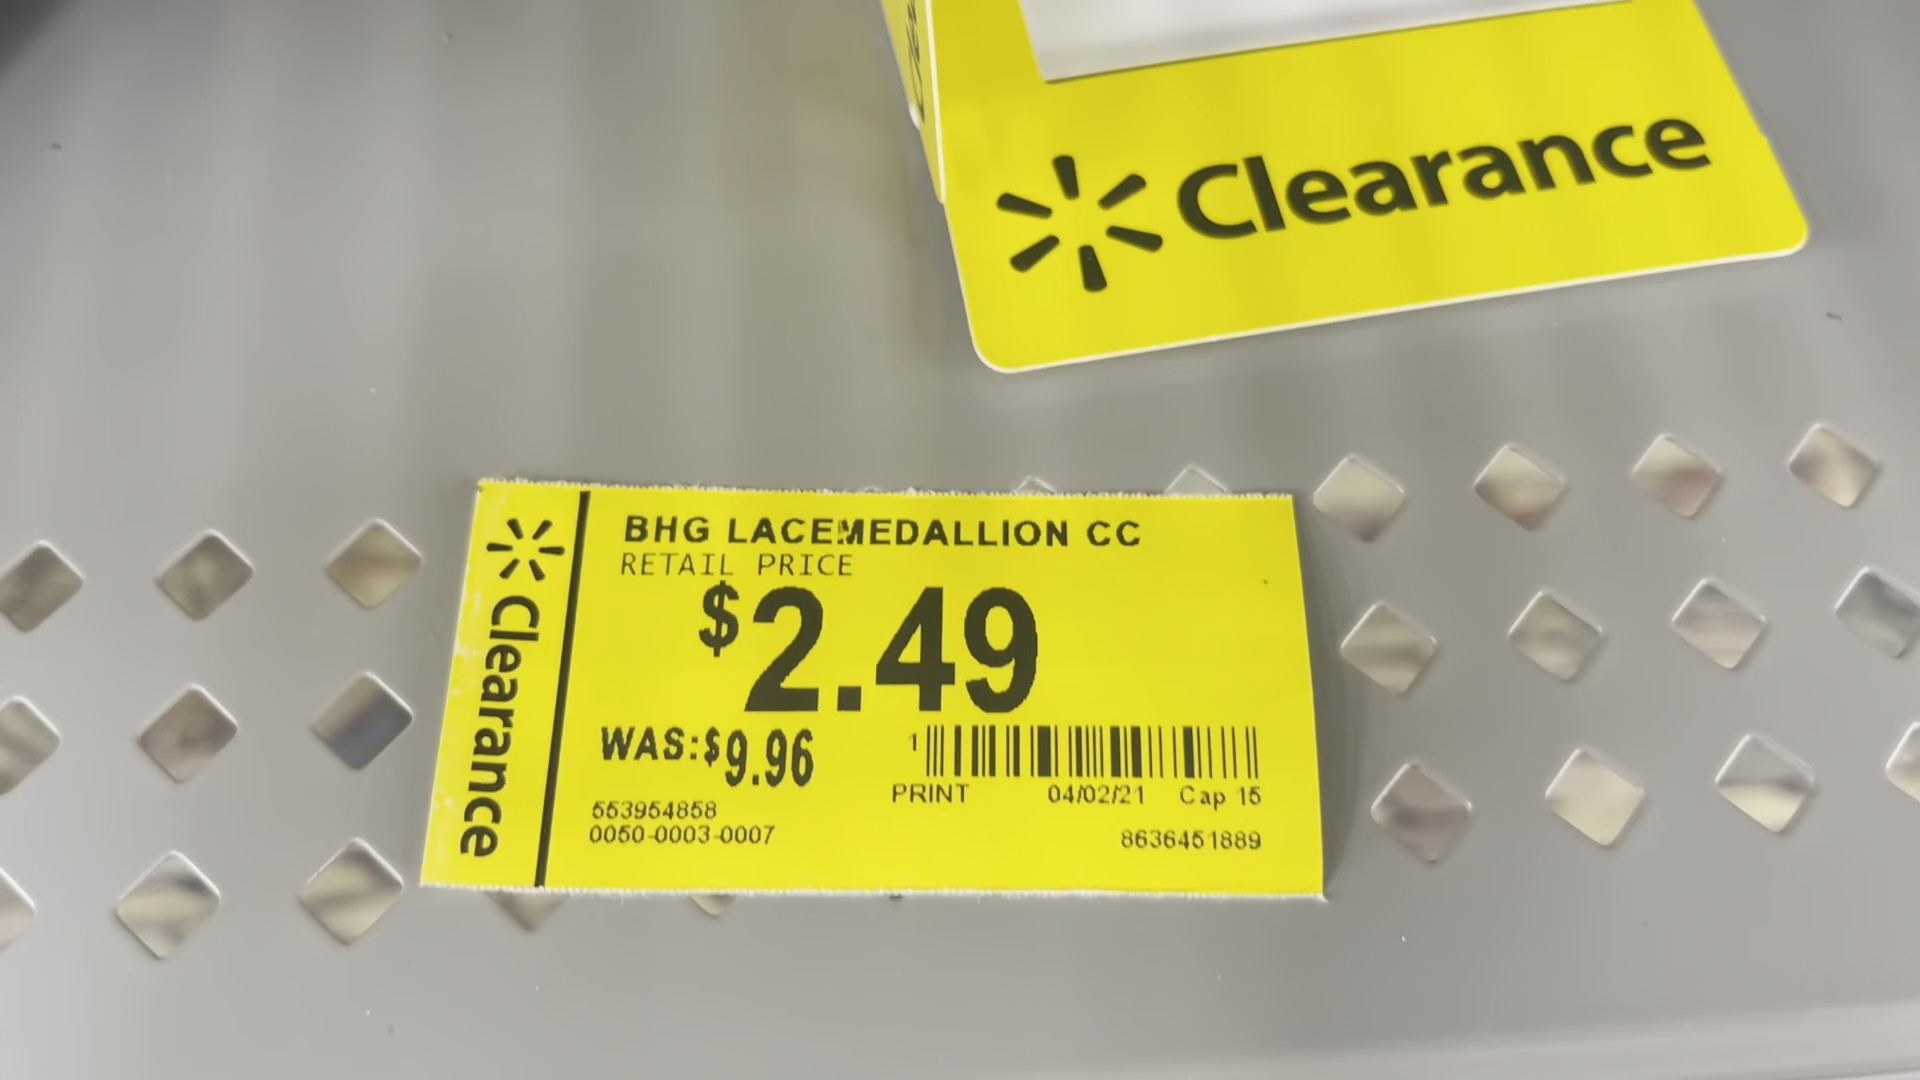 Clearance
Clearance
BHG LACEMEDALLION CC
RETAIL PRICE
$2.49
WAS:$9.96
1
PRINT 04/02/21 Cap 15
553954858
0050-0003-0007
8636451889